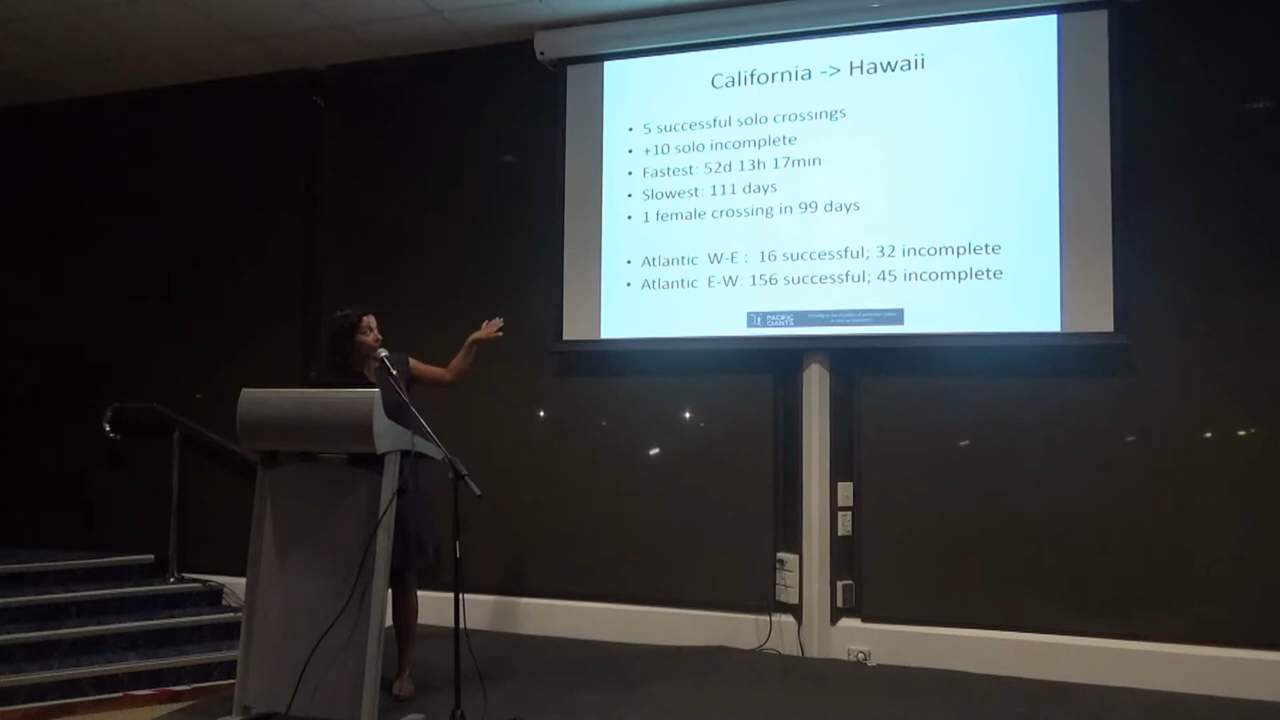 California -> Hawaii
• 5 successful solo crossings
• +10 solo incomplete
• Fastest: 52d 13h 17min
• Slowest: 111 days
• 1 female crossing in 99 days
• Atlantic W-E : 16 successful; 32 incomplete
• Atlantic E-W: 156 successful; 45 incomplete
PACIFIC
GIANTS